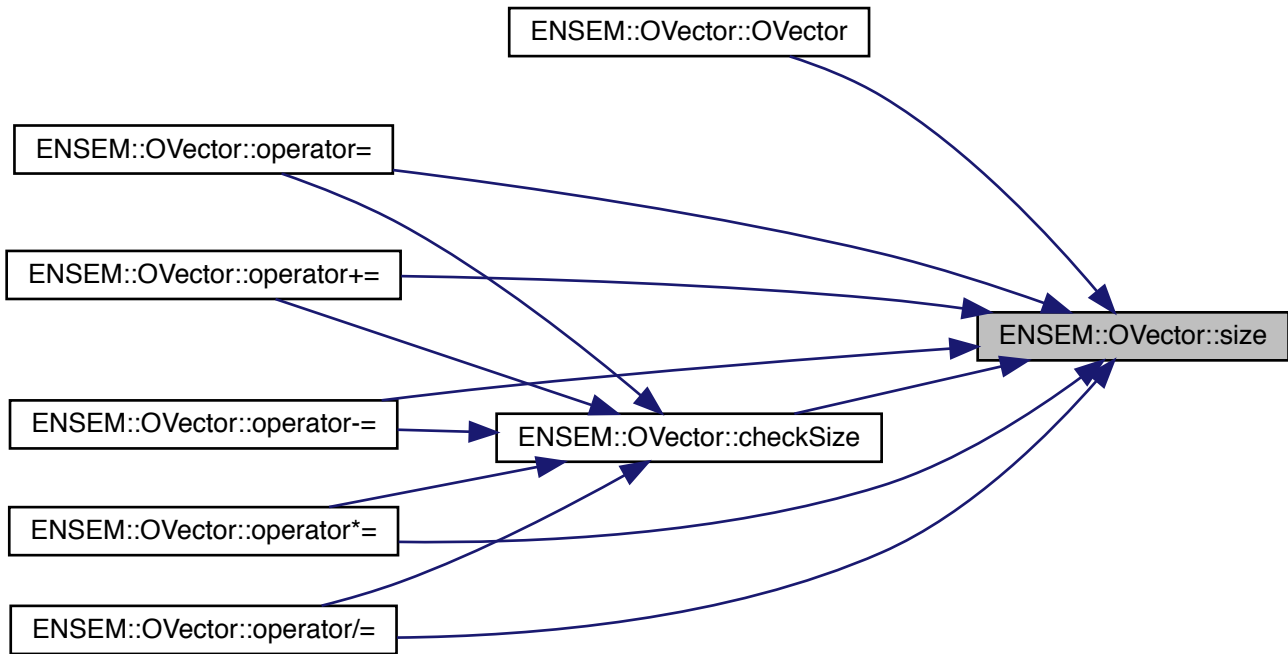 ENSEM::OVector::OVector
ENSEM::OVector::operator=
ENSEM::OVector::operator+=
ENSEM::OVector::size
ENSEM::OVector::operator-=
ENSEM::OVector::checkSize
ENSEM::OVector::operator*=
ENSEM::OVector::operator/=